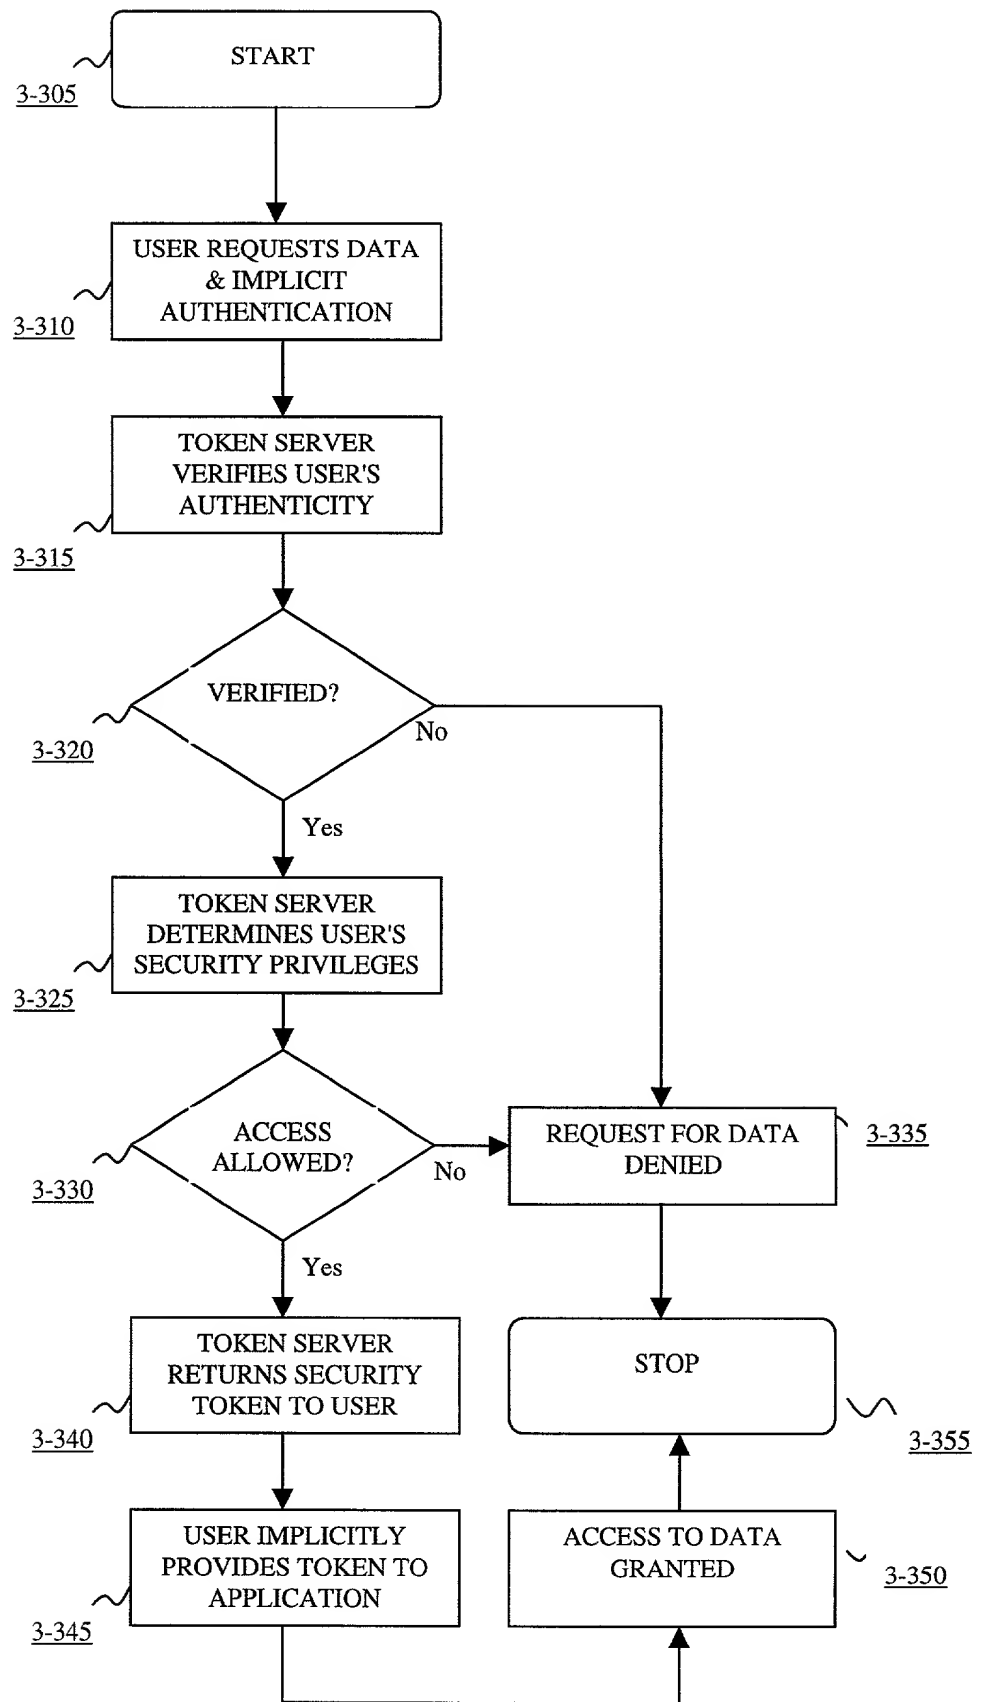 START
3-305
USER REQUESTS DATA
& IMPLICIT
AUTHENTICATION
3-310
TOKEN SERVER
VERIFIES USER'S
AUTHENTICITY
3-315
VERIFIED?
No
3-320
Yes
TOKEN SERVER
DETERMINES USER'S
SECURITY PRIVILEGES
3-325
ACCESS
ALLOWED?
No
3-330
REQUEST FOR DATA
DENIED
3-335
Yes
TOKEN SERVER
RETURNS SECURITY
TOKEN TO USER
3-340
STOP
3-355
USER IMPLICITLY
PROVIDES TOKEN TO
APPLICATION
3-345
ACCESS TO DATA
GRANTED
3-350